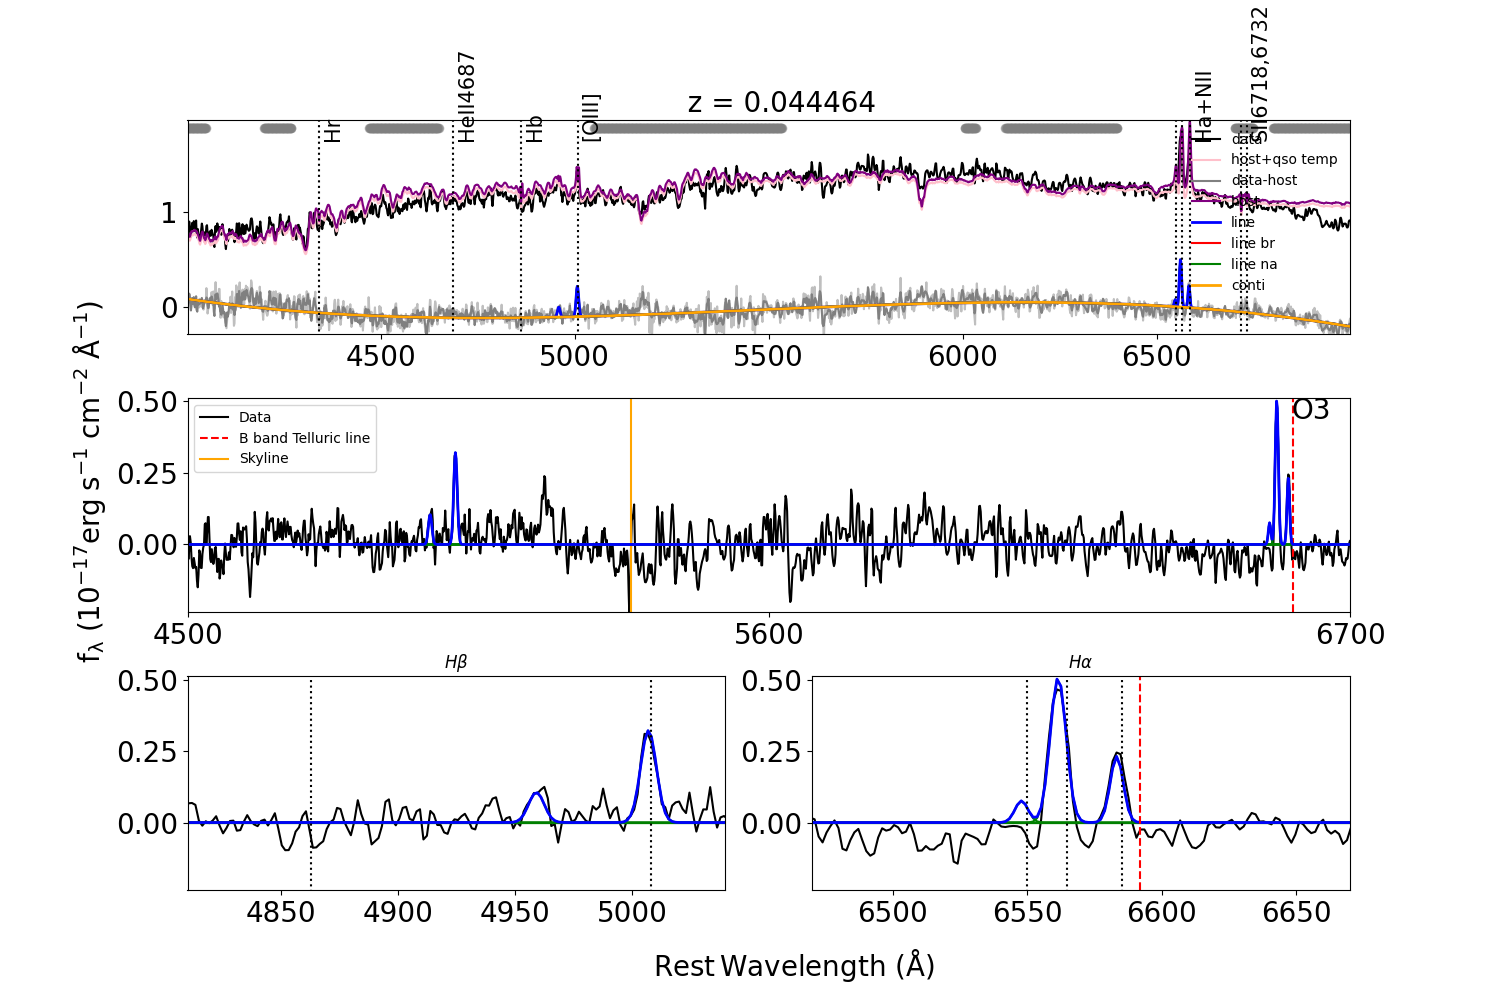 z = 0.044464
Hr
HeII4687
Hb
[OIII]
Ha+NII
SII6718,6732
data
host+qso temp
data-host
host
line
line br
line na
conti
1
0
4500 5000 5500 6000 6500
f_λ (10^{-17}erg s^{-1} cm^{-2} Å^{-1})
0.50
0.25
0.00
Data
B band Telluric line
Skyline
O3
4500 5600 6700
Hβ
0.50
0.25
0.00
4850 4900 4950 5000
Hα
0.50
0.25
0.00
6500 6550 6600 6650
Rest Wavelength (Å)